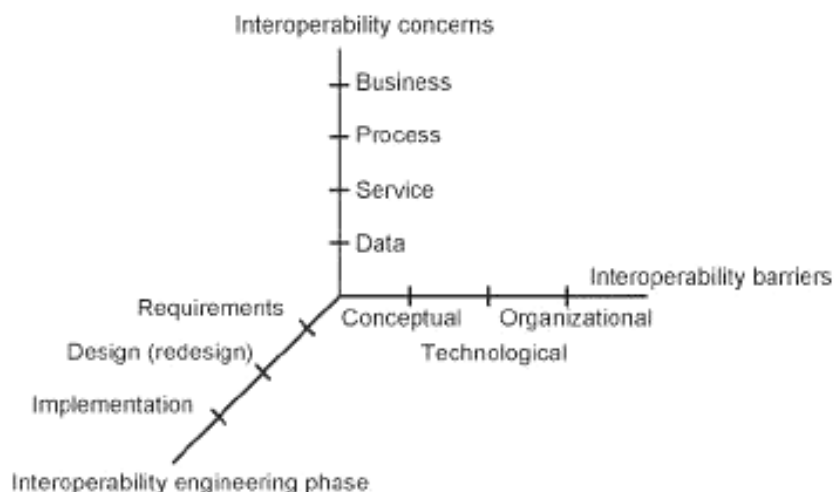 Interoperability concerns
Business
Process
Service
Data
Interoperability barriers
Requirements
Conceptual
Organizational
Design (redesign)
Technological
Implementation
Interoperability engineering phase